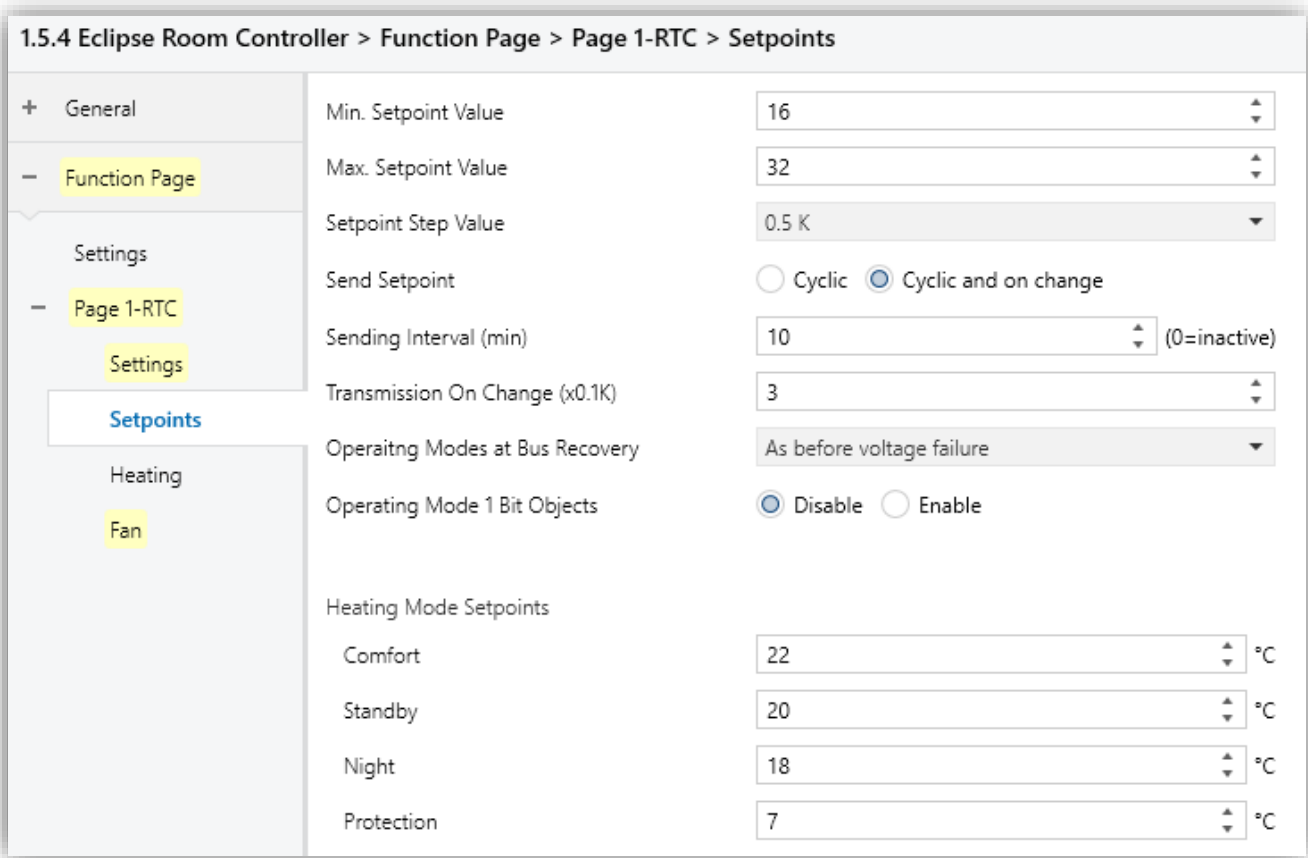 1.5.4 Eclipse Room Controller > Function Page > Page 1-RTC > Setpoints
+ General
− Function Page
Settings
− Page 1-RTC
Settings
Setpoints
Heating
Fan
Min. Setpoint Value 16
Max. Setpoint Value 32
Setpoint Step Value 0.5 K
Send Setpoint Cyclic Cyclic and on change
Sending Interval (min) 10 (0=inactive)
Transmission On Change (x0.1K) 3
Operaitng Modes at Bus Recovery As before voltage failure
Operating Mode 1 Bit Objects Disable Enable
Heating Mode Setpoints
Comfort 22 °C
Standby 20 °C
Night 18 °C
Protection 7 °C